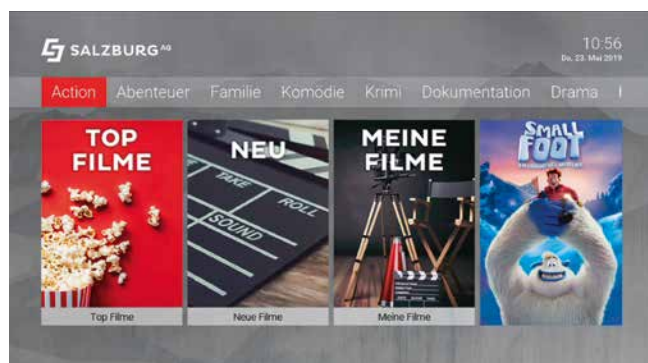 SALZBURG AG
10:56
Do, 23. Mai 2019
Action Abenteuer Familie Komödie Krimi Dokumentation Drama
TOP
FILME
NEU
MEINE
FILME
SMALL
FOOT
TAKE
ROLL
SOUND
Top Filme
Neue Filme
Meine Filme